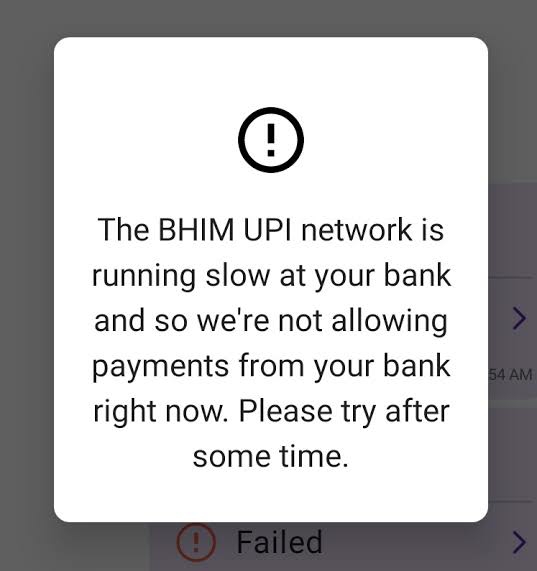 The BHIM UPI network is
running slow at your bank
and so we're not allowing
payments from your bank
54 AM
right now. Please try after
some time.
Failed